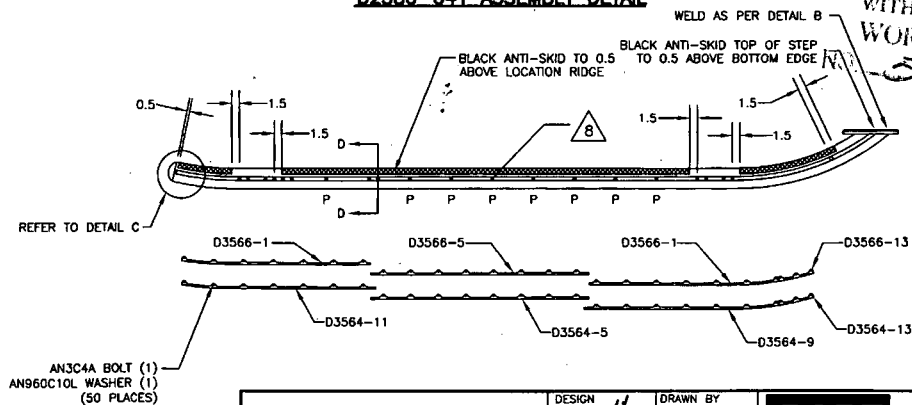 WELD AS PER DETAIL B
WITH
WOR
BLACK ANTI-SKID TO 0.5
ABOVE LOCATION RIDGE
BLACK ANTI-SKID TOP OF STEP
TO 0.5 ABOVE BOTTOM EDGE
NO
0.5
1.5
1.5
D
8
1.5
1.5
1.5
P P P P P P P P
D
REFER TO DETAIL C
D3566-1
D3566-5
D3566-1
D3566-13
D3564-11
D3564-5
D3564-9
D3564-13
AN3C4A BOLT (1)
AN960C10L WASHER (1)
(50 PLACES)
DESIGN
DRAWN BY